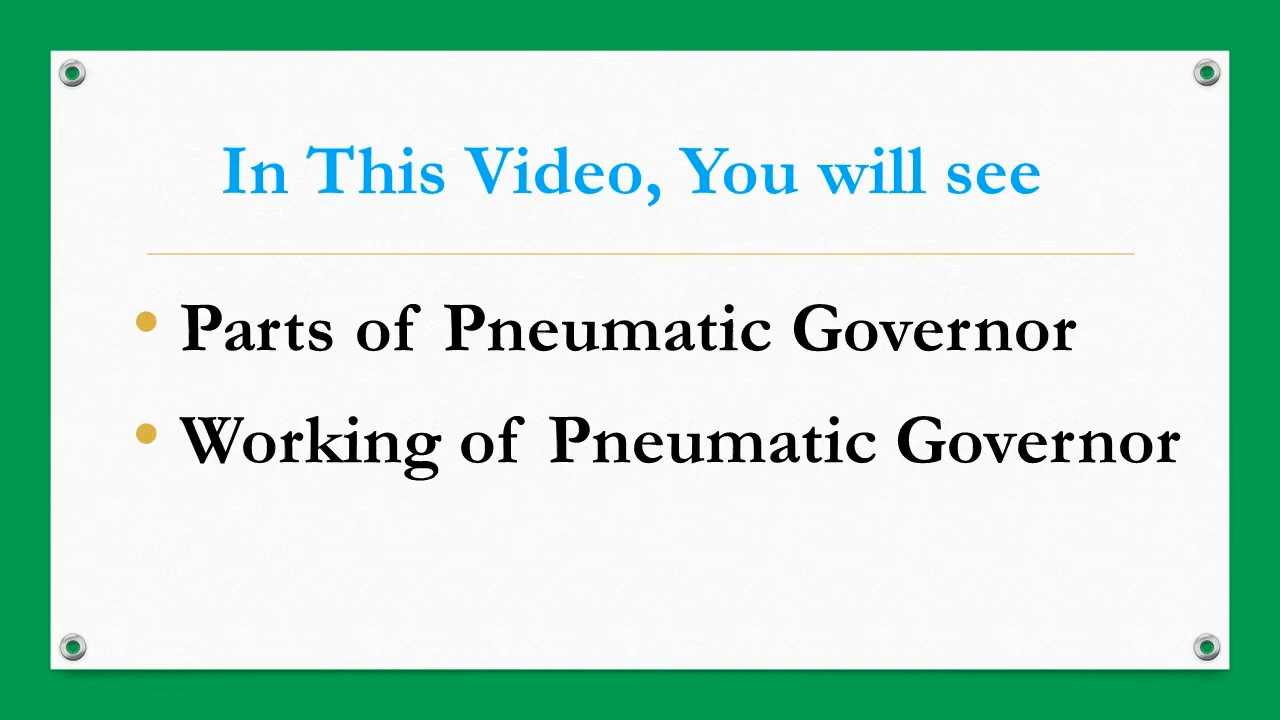 In This Video, You will see
• Parts of Pneumatic Governor
• Working of Pneumatic Governor